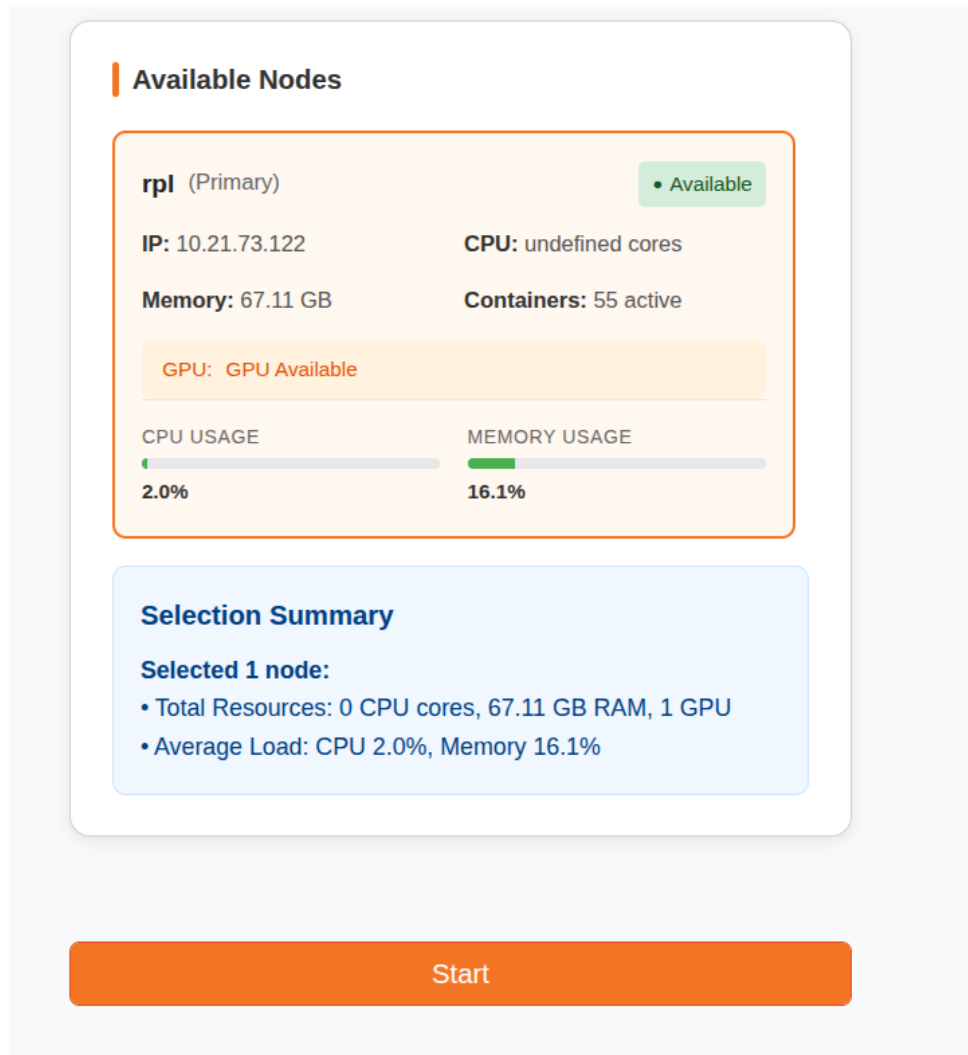 Available Nodes
rpl (Primary)
• Available
IP: 10.21.73.122
CPU: undefined cores
Memory: 67.11 GB
Containers: 55 active
GPU: GPU Available
CPU USAGE
MEMORY USAGE
2.0%
16.1%
Selection Summary
Selected 1 node:
• Total Resources: 0 CPU cores, 67.11 GB RAM, 1 GPU
• Average Load: CPU 2.0%, Memory 16.1%
Start